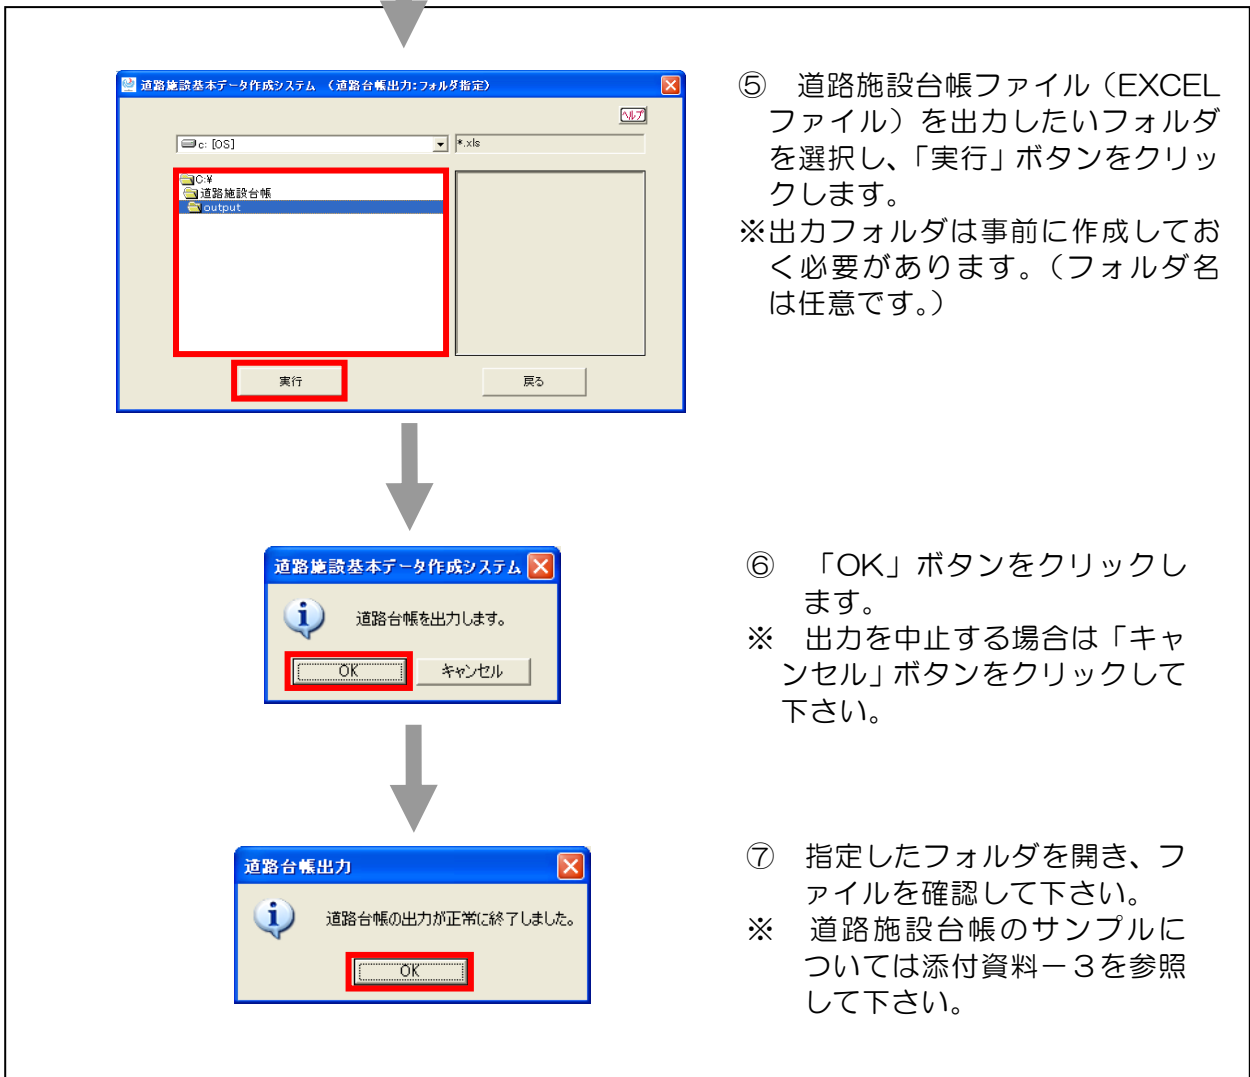 道路施設基本データ作成システム （道路台帳出力:フォルダ指定）
ヘルプ
c: [OS]
*.xls
C:¥
道路施設台帳
output
実行
戻る
⑤　道路施設台帳ファイル（EXCEL
ファイル）を出力したいフォルダ
を選択し、「実行」ボタンをクリッ
クします。
※出力フォルダは事前に作成してお
く必要があります。（フォルダ名
は任意です。）
道路施設基本データ作成システム
道路台帳を出力します。
OK
キャンセル
⑥　「OK」ボタンをクリックし
ます。
※　出力を中止する場合は「キャ
ンセル」ボタンをクリックして
下さい。
道路台帳出力
道路台帳の出力が正常に終了しました。
OK
⑦　指定したフォルダを開き、フ
ァイルを確認して下さい。
※　道路施設台帳のサンプルに
ついては添付資料－３を参照
して下さい。